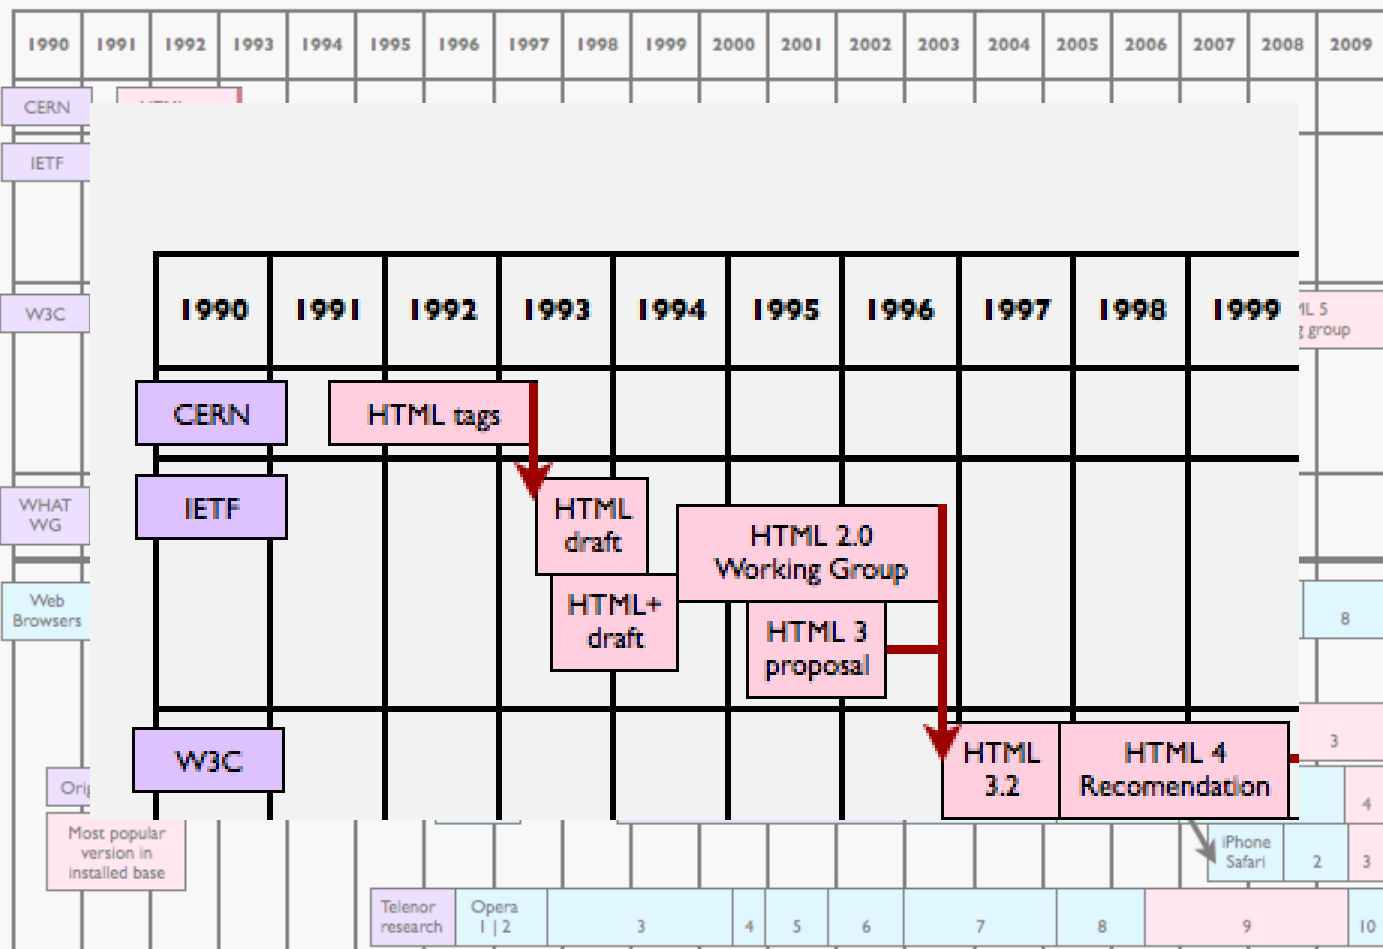 1990 1991 1992 1993 1994 1995 1996 1997 1998 1999 2000 2001 2002 2003 2004 2005 2006 2007 2008 2009
CERN
IETF
W3C
WHAT
WG
Web
Browsers
1990 1991 1992 1993 1994 1995 1996 1997 1998 1999
CERN
HTML tags
IETF
HTML
draft
HTML+
draft
HTML 2.0
Working Group
HTML 3
proposal
W3C
HTML
3.2
HTML 4
Recomendation
5
group
8
3
4
Most popular
version in
installed base
iPhone
Safari
2
3
Telenor
research
Opera
1 | 2
3
4
5
6
7
8
9
10